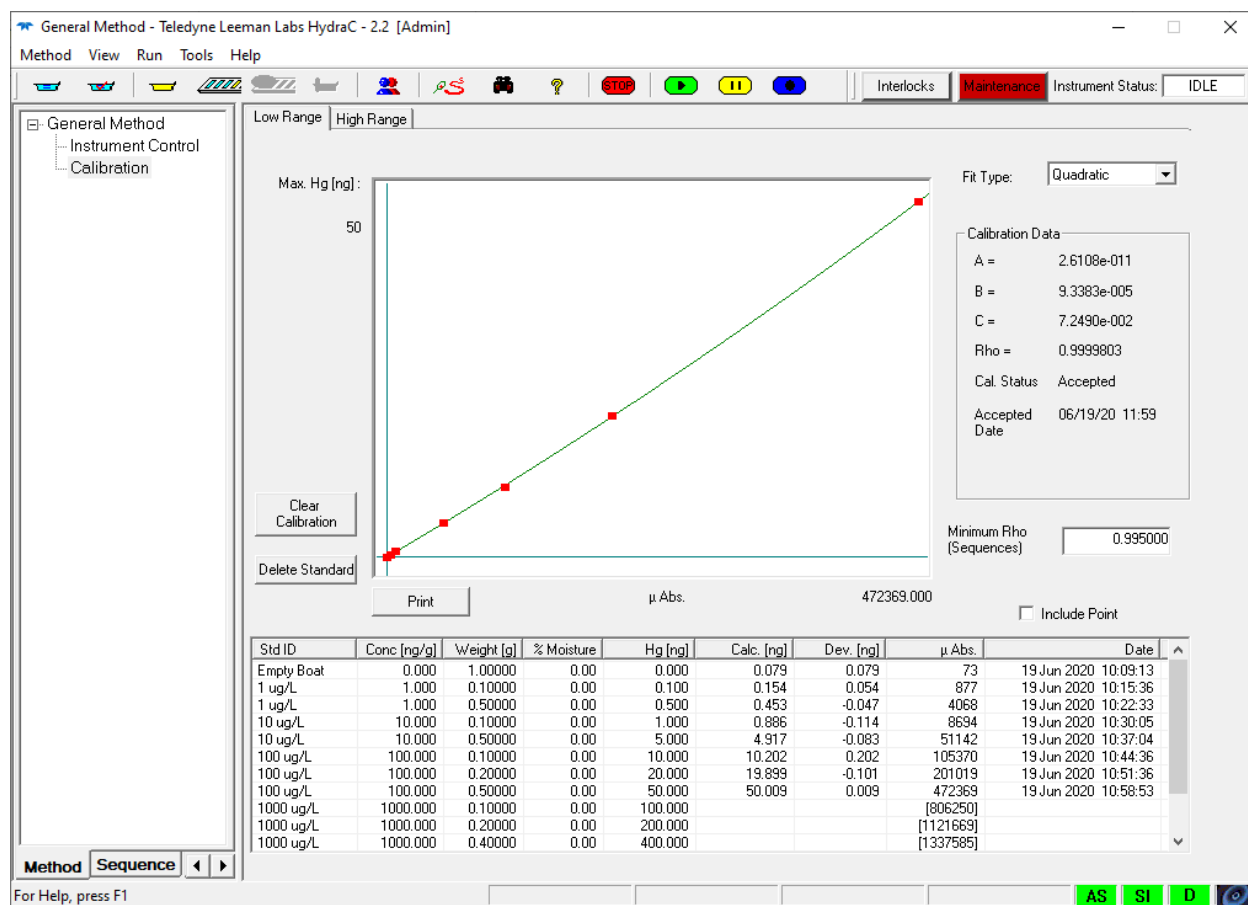 General Method - Teledyne Leeman Labs HydraC - 2.2 [Admin]
Method View Run Tools Help
STOP Interlocks Maintenance Instrument Status: IDLE
General Method
Instrument Control
Calibration
Low Range High Range
Max. Hg [ng] :
50
Fit Type: Quadratic
Calibration Data
A = 2.6108e-011
B = 9.3383e-005
C = 7.2490e-002
Rho = 0.9999803
Cal. Status Accepted
Accepted Date 06/19/20 11:59
Clear Calibration
Delete Standard
Minimum Rho (Sequences) 0.995000
Print µ Abs. 472369.000
Include Point
Std ID Conc [ng/g] Weight [g] % Moisture Hg [ng] Calc. [ng] Dev. [ng] µ Abs. Date
Empty Boat 0.000 1.00000 0.00 0.000 0.079 0.079 73 19 Jun 2020 10:09:13
1 ug/L 1.000 0.10000 0.00 0.100 0.154 0.054 877 19 Jun 2020 10:15:36
1 ug/L 1.000 0.50000 0.00 0.500 0.453 -0.047 4068 19 Jun 2020 10:22:33
10 ug/L 10.000 0.10000 0.00 1.000 0.886 -0.114 8694 19 Jun 2020 10:30:05
10 ug/L 10.000 0.50000 0.00 5.000 4.917 -0.083 51142 19 Jun 2020 10:37:04
100 ug/L 100.000 0.10000 0.00 10.000 10.202 0.202 105370 19 Jun 2020 10:44:36
100 ug/L 100.000 0.20000 0.00 20.000 19.899 -0.101 201019 19 Jun 2020 10:51:36
100 ug/L 100.000 0.50000 0.00 50.000 50.009 0.009 472369 19 Jun 2020 10:58:53
1000 ug/L 1000.000 0.10000 0.00 100.000 [806250]
1000 ug/L 1000.000 0.20000 0.00 200.000 [1121669]
1000 ug/L 1000.000 0.40000 0.00 400.000 [1337585]
Method Sequence
For Help, press F1 AS SI D